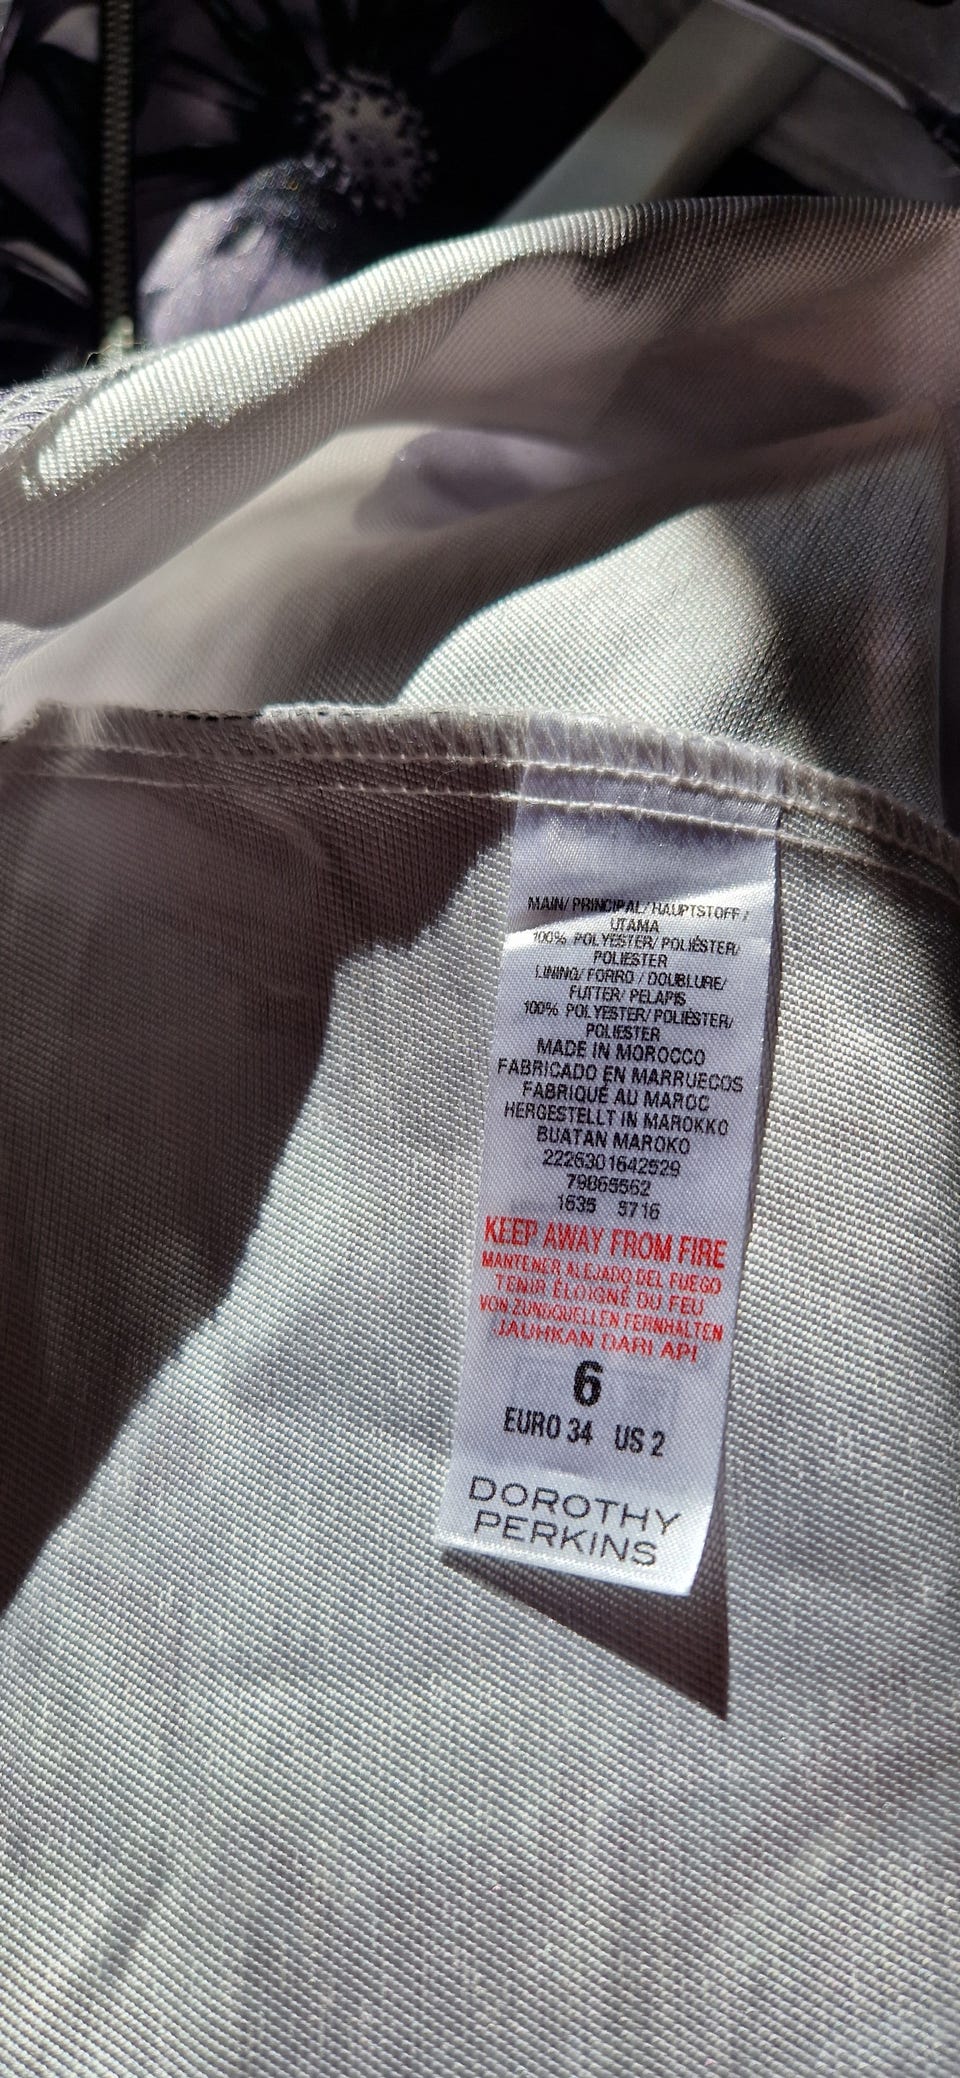 MAIN/ PRINCIPAL/ HAUPTSTOFF /
UTAMA
100% POLYESTER/ POLIÉSTER/
POLIESTER
LINING/ FORRO / DOUBLURE/
FUTTER/ PELAPIS
100% POLYESTER/ POLIÉSTER/
POLIESTER
MADE IN MOROCCO
FABRICADO EN MARRUECOS
FABRIQUÉ AU MAROC
HERGESTELLT IN MAROKKO
BUATAN MAROKO
2226301642529
79865562
1635 5716
KEEP AWAY FROM FIRE
MANTENER ALEJADO DEL FUEGO
TENIR ÉLOIGNÉ DU FEU
VON ZUNDQUELLEN FERNHALTEN
JAUHKAN DARI API
6
EURO 34 US 2
DOROTHY
PERKINS